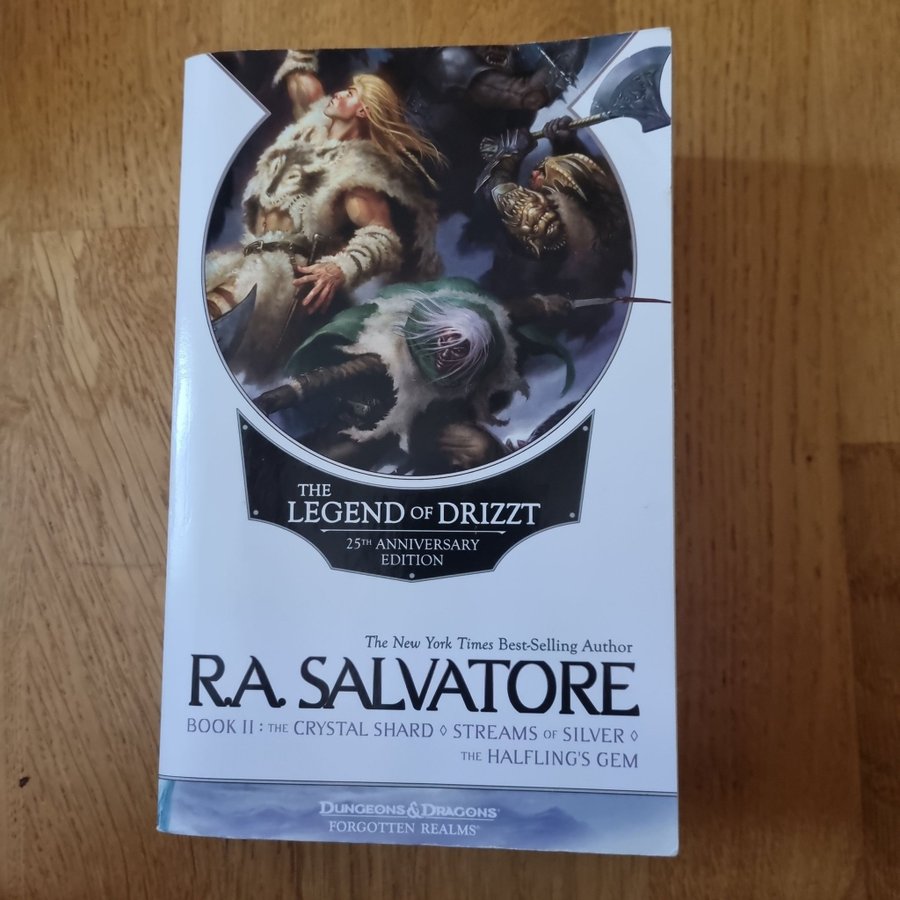 THE
LEGEND OF DRIZZT
25TH ANNIVERSARY
EDITION
The New York Times Best-Selling Author
R.A. SALVATORE
BOOK II: THE CRYSTAL SHARD ◊ STREAMS OF SILVER ◊
THE HALFLING'S GEM
DUNGEONS & DRAGONS®
FORGOTTEN REALMS®